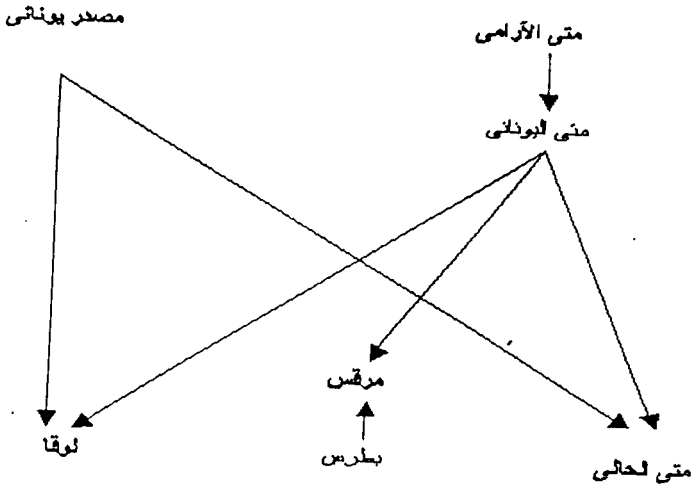 مصدر يونانى
متى الآرامى
متى اليونانى
مرقس
بطرس
لوقا
متى الحالى